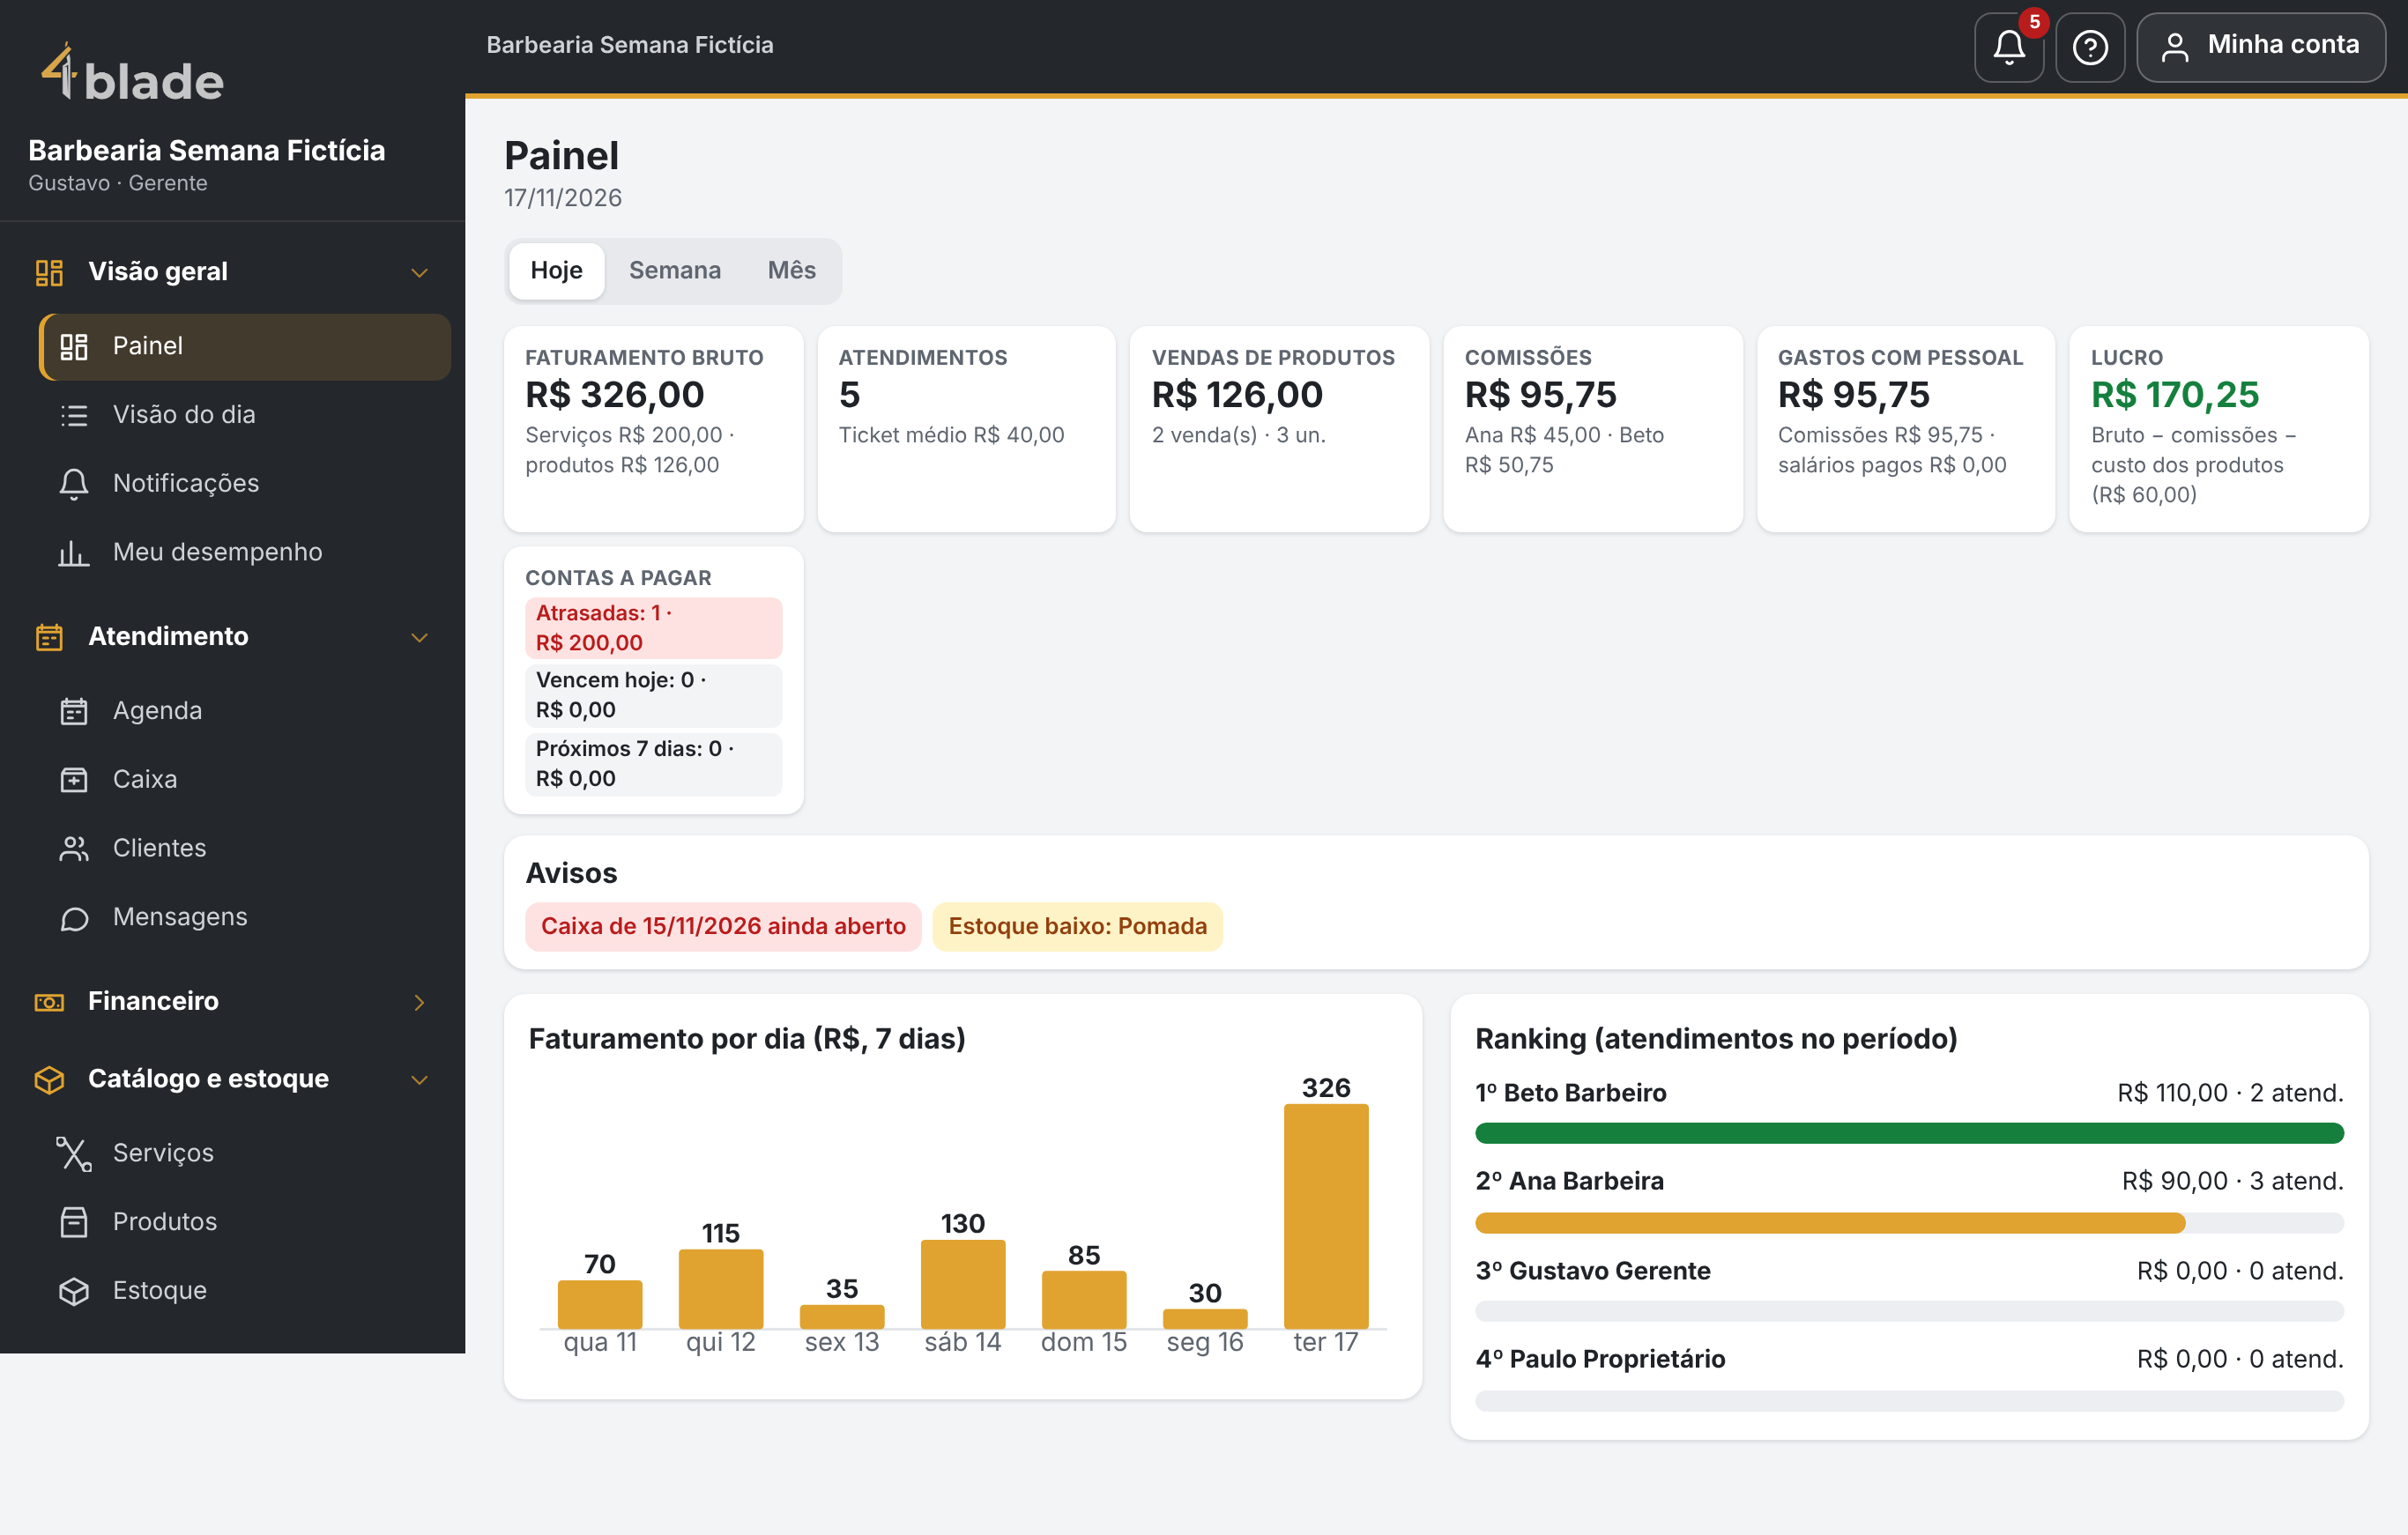 4blade
Barbearia Semana Fictícia
Gustavo · Gerente
Visão geral
Painel
Visão do dia
Notificações
Meu desempenho
Atendimento
Agenda
Caixa
Clientes
Mensagens
Financeiro
Catálogo e estoque
Serviços
Produtos
Estoque
Barbearia Semana Fictícia
5
Minha conta
Painel
17/11/2026
Hoje
Semana
Mês
FATURAMENTO BRUTO
R$ 326,00
Serviços R$ 200,00 ·
produtos R$ 126,00
ATENDIMENTOS
5
Ticket médio R$ 40,00
VENDAS DE PRODUTOS
R$ 126,00
2 venda(s) · 3 un.
COMISSÕES
R$ 95,75
Ana R$ 45,00 · Beto
R$ 50,75
GASTOS COM PESSOAL
R$ 95,75
Comissões R$ 95,75 ·
salários pagos R$ 0,00
LUCRO
R$ 170,25
Bruto − comissões −
custo dos produtos
(R$ 60,00)
CONTAS A PAGAR
Atrasadas: 1 ·
R$ 200,00
Vencem hoje: 0 ·
R$ 0,00
Próximos 7 dias: 0 ·
R$ 0,00
Avisos
Caixa de 15/11/2026 ainda aberto
Estoque baixo: Pomada
Faturamento por dia (R$, 7 dias)
70
115
35
130
85
30
326
qua 11
qui 12
sex 13
sáb 14
dom 15
seg 16
ter 17
Ranking (atendimentos no período)
1º Beto Barbeiro
R$ 110,00 · 2 atend.
2º Ana Barbeira
R$ 90,00 · 3 atend.
3º Gustavo Gerente
R$ 0,00 · 0 atend.
4º Paulo Proprietário
R$ 0,00 · 0 atend.